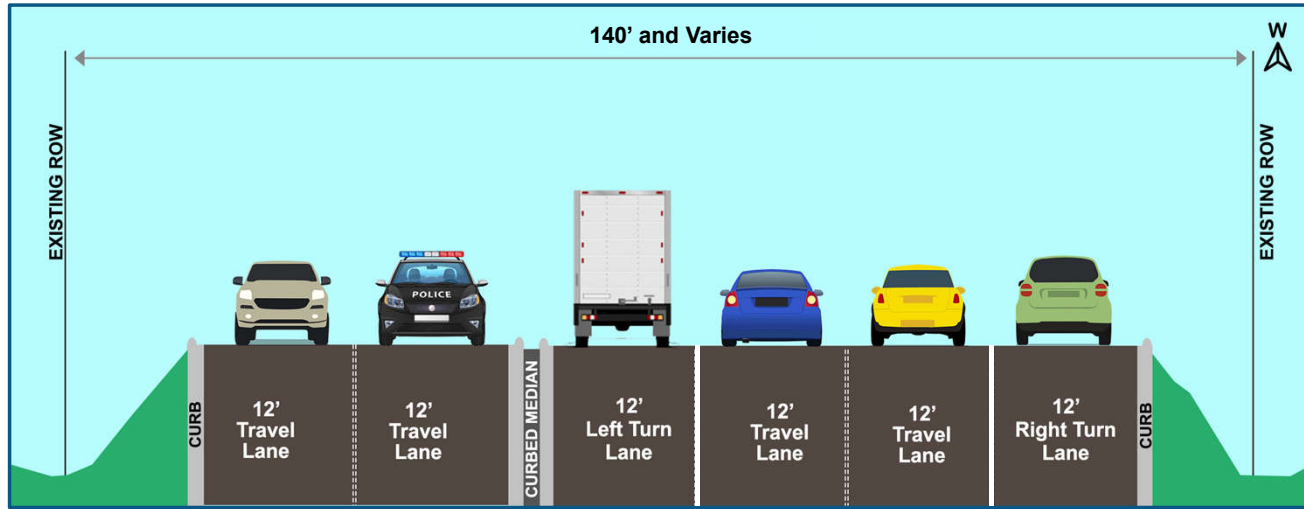 140’ and Varies
W
EXISTING ROW
EXISTING ROW
POLICE
CURB
12’
Travel
Lane
12’
Travel
Lane
CURBED MEDIAN
12’
Left Turn
Lane
12’
Travel
Lane
12’
Travel
Lane
12’
Right Turn
Lane
CURB